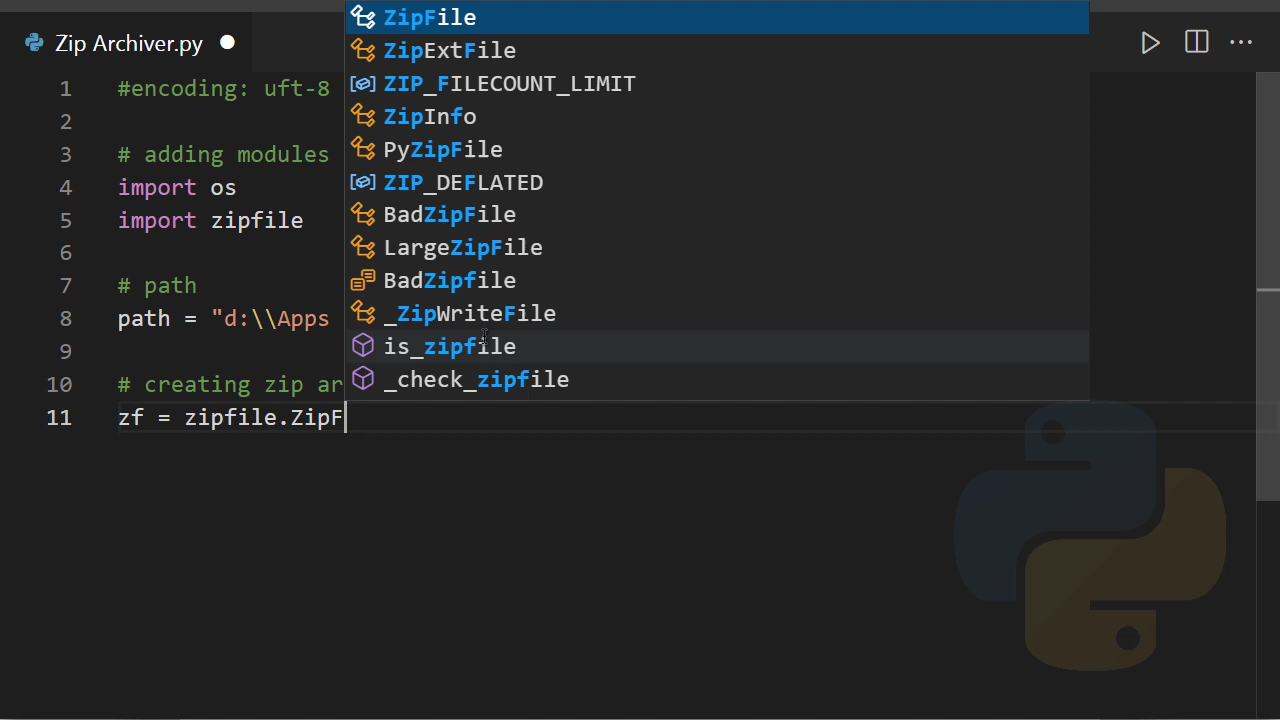 Zip Archiver.py
ZipFile
ZipExtFile
ZIP_FILECOUNT_LIMIT
ZipInfo
PyZipFile
ZIP_DEFLATED
BadZipFile
LargeZipFile
BadZipfile
_ZipWriteFile
is_zipfile
_check_zipfile
1 #encoding: uft-8
2
3 # adding modules
4 import os
5 import zipfile
6
7 # path
8 path = "d:\\Apps
9
10 # creating zip ar
11 zf = zipfile.ZipF